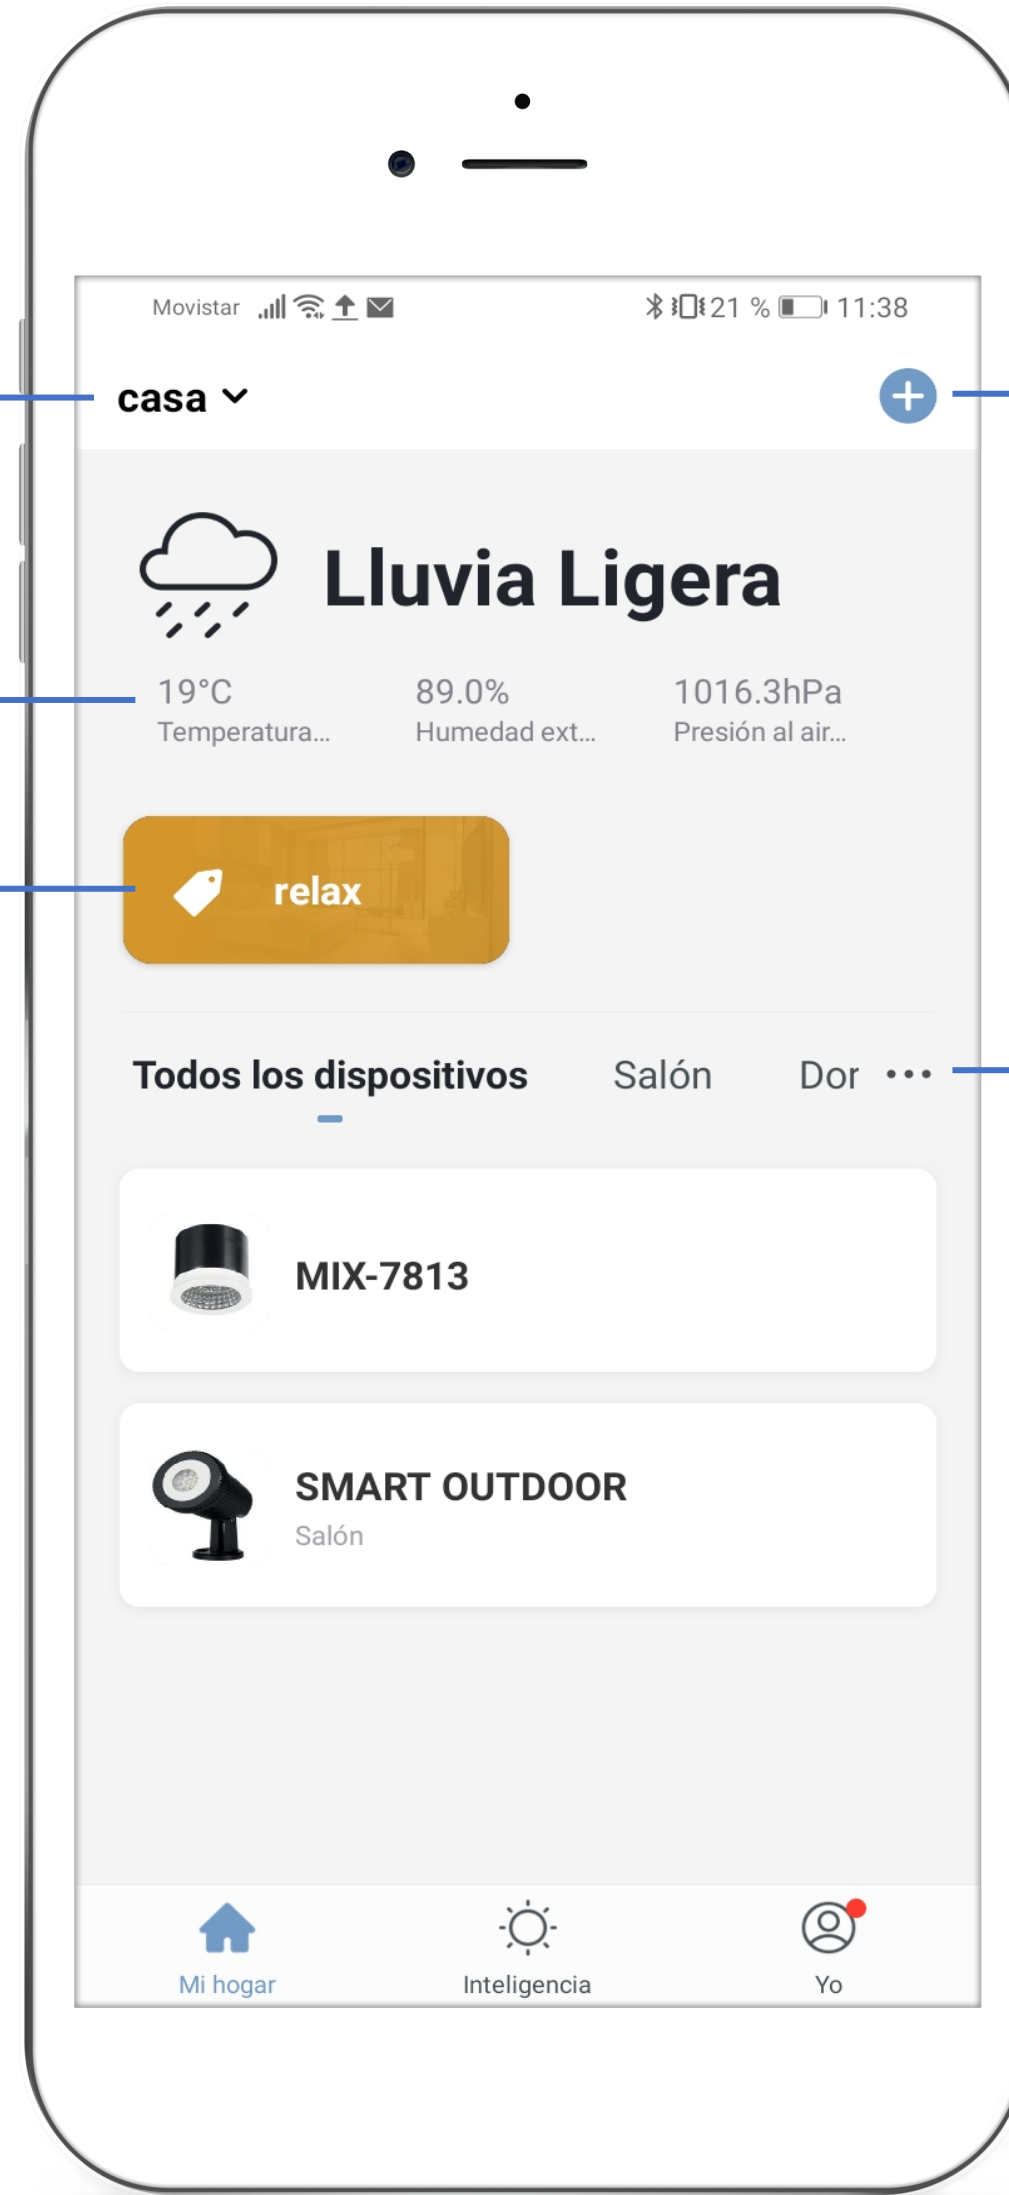 Movistar 21 % 11:38
casa
Lluvia Ligera
19°C 89.0% 1016.3hPa
Temperatura... Humedad ext... Presión al air...
relax
Todos los dispositivos Salón Dor ...
MIX-7813
SMART OUTDOOR
Salón
Mi hogar Inteligencia Yo